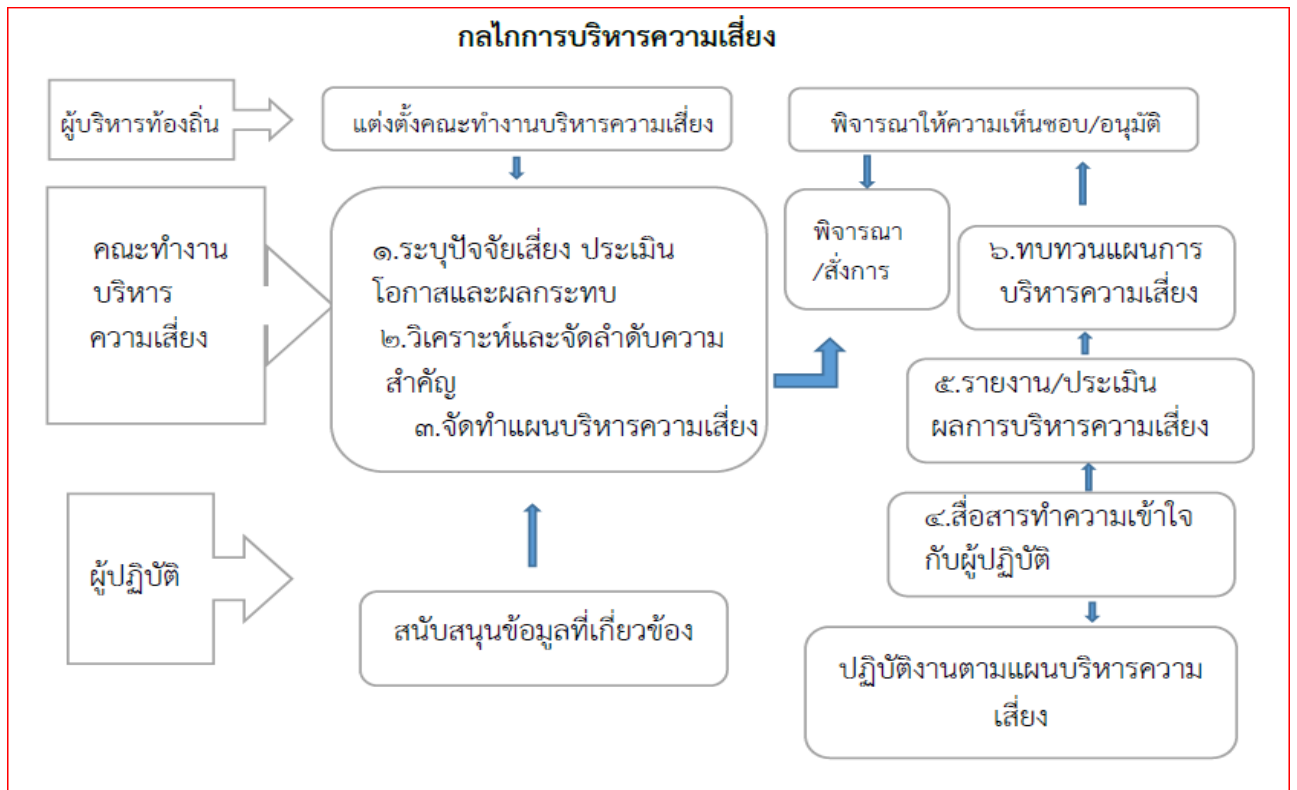 กลไกการบริหารความเสี่ยง
ผู้บริหารท้องถิ่น
แต่งตั้งคณะทำงานบริหารความเสี่ยง
พิจารณาให้ความเห็นชอบ/อนุมัติ
คณะทำงาน
บริหาร
ความเสี่ยง
๑.ระบุปัจจัยเสี่ยง ประเมิน
โอกาสและผลกระทบ
๒.วิเคราะห์และจัดลำดับความ
สำคัญ
๓.จัดทำแผนบริหารความเสี่ยง
พิจารณา
/สั่งการ
๖.ทบทวนแผนการ
บริหารความเสี่ยง
๕.รายงาน/ประเมิน
ผลการบริหารความเสี่ยง
๔.สื่อสารทำความเข้าใจ
กับผู้ปฏิบัติ
ผู้ปฏิบัติ
สนับสนุนข้อมูลที่เกี่ยวข้อง
ปฏิบัติงานตามแผนบริหารความ
เสี่ยง